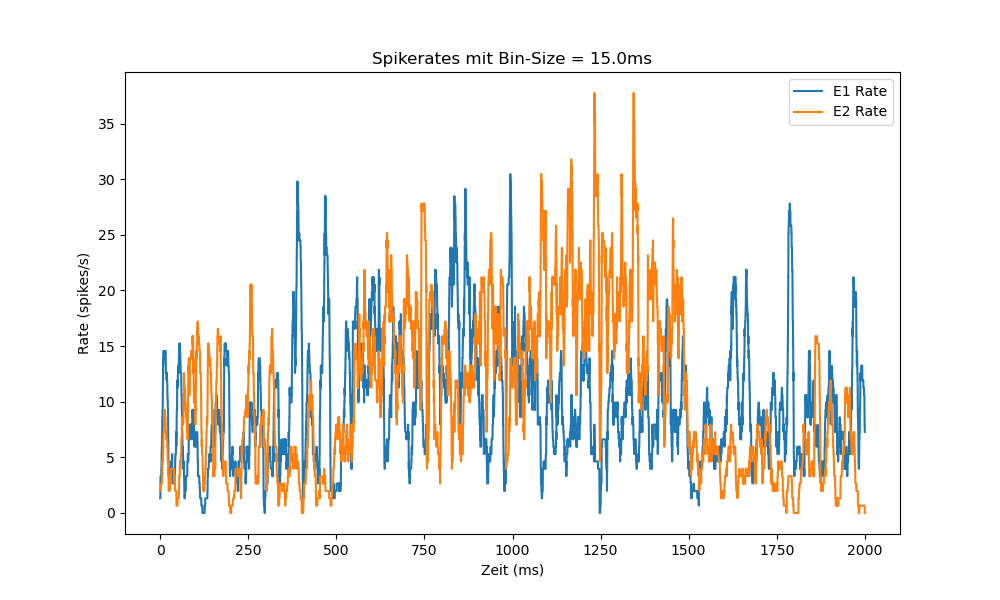 Spikerates mit Bin-Size = 15.0ms
E1 Rate
E2 Rate
35
30
25
20
15
10
5
0
Rate (spikes/s)
0 250 500 750 1000 1250 1500 1750 2000
Zeit (ms)